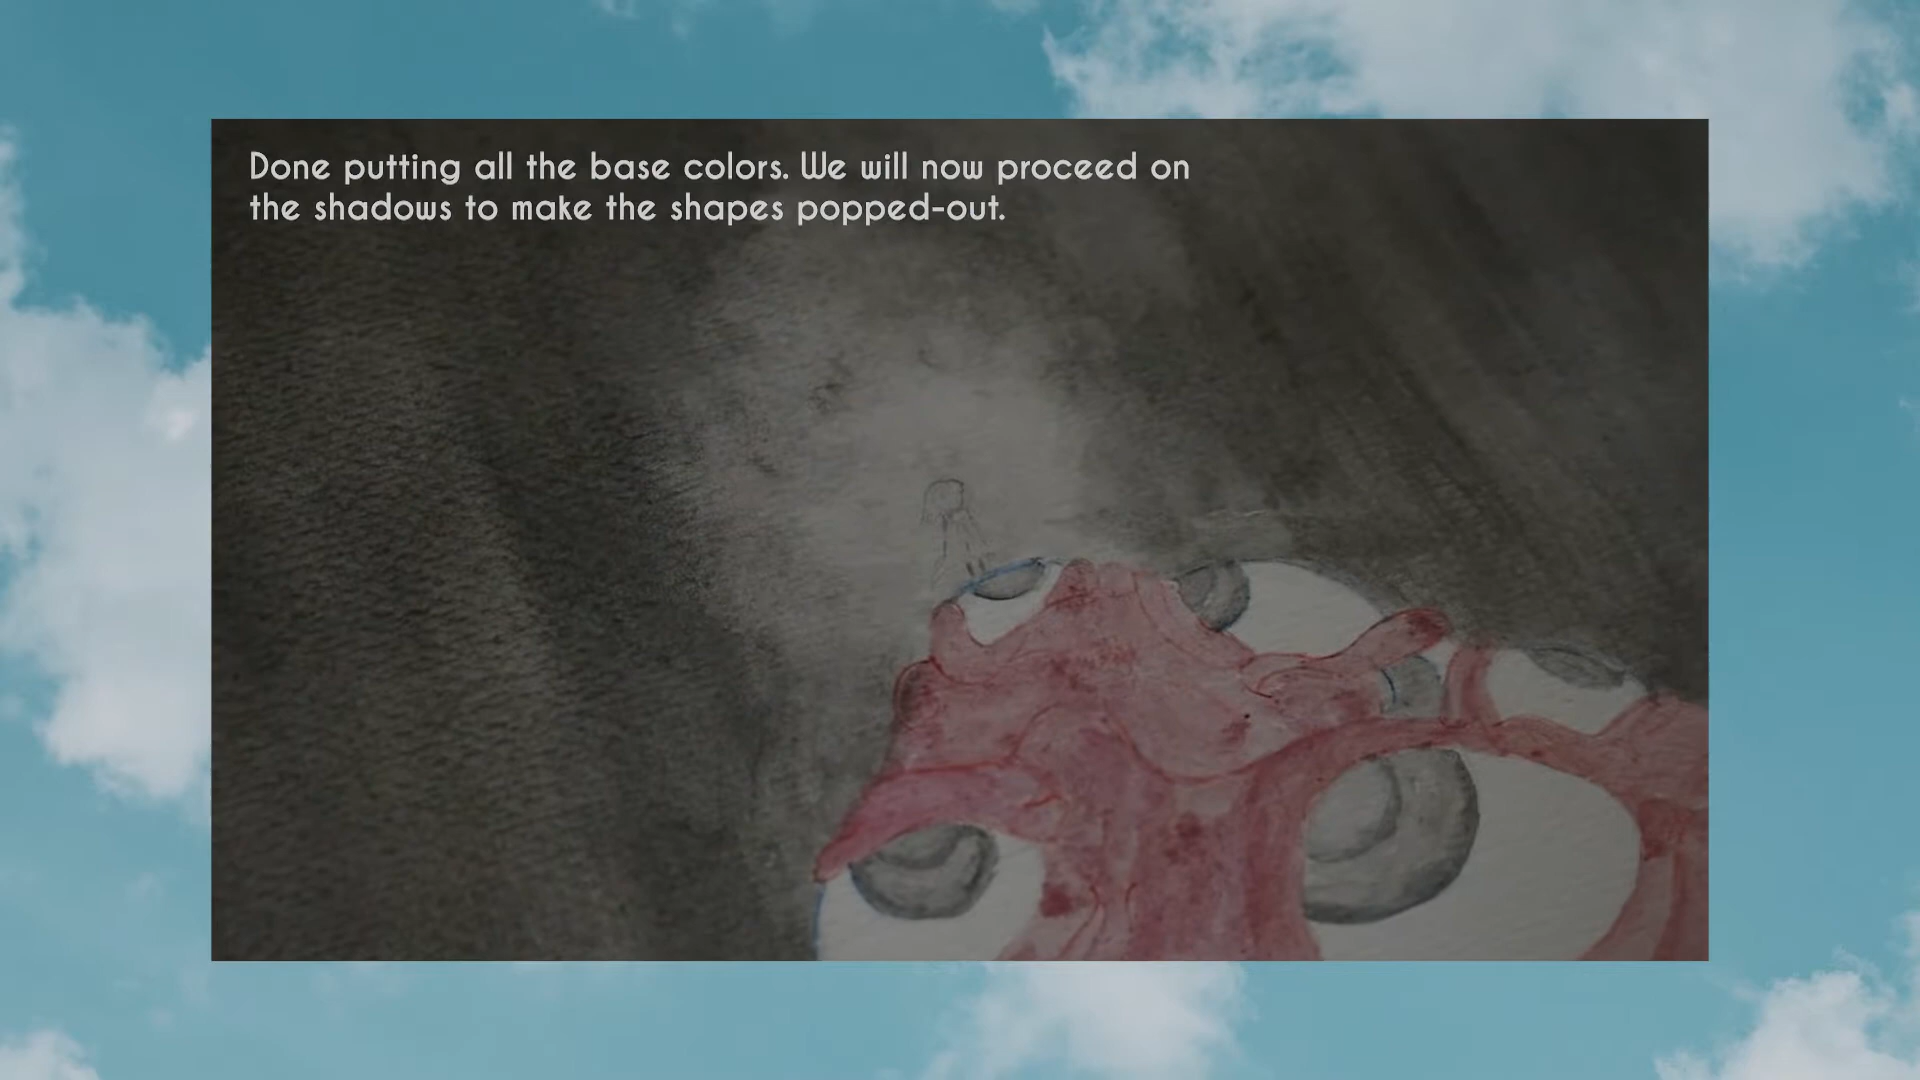 Done putting all the base colors. We will now proceed on
the shadows to make the shapes popped-out.